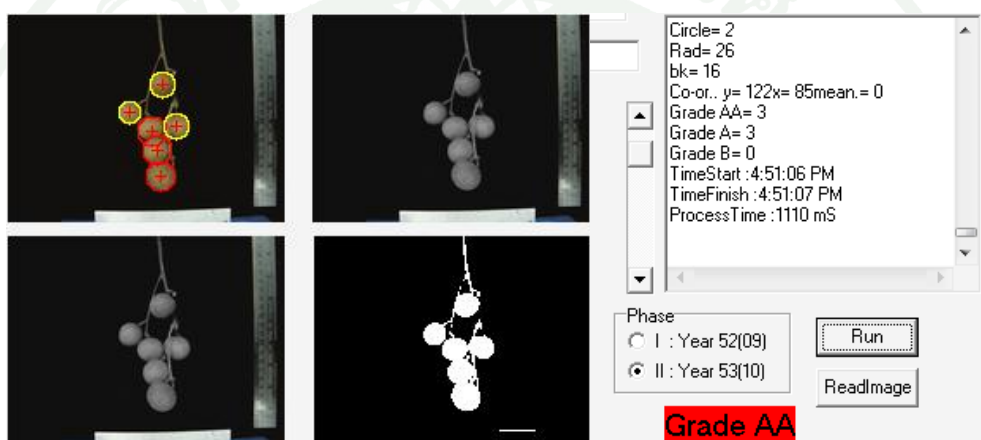 Circle= 2
Rad= 26
bk= 16
Co-or.. y= 122x= 85mean.= 0
Grade AA= 3
Grade A= 3
Grade B= 0
TimeStart :4:51:06 PM
TimeFinish :4:51:07 PM
ProcessTime :1110 mS
Phase
I : Year 52(09)
II : Year 53(10)
Run
ReadImage
Grade AA